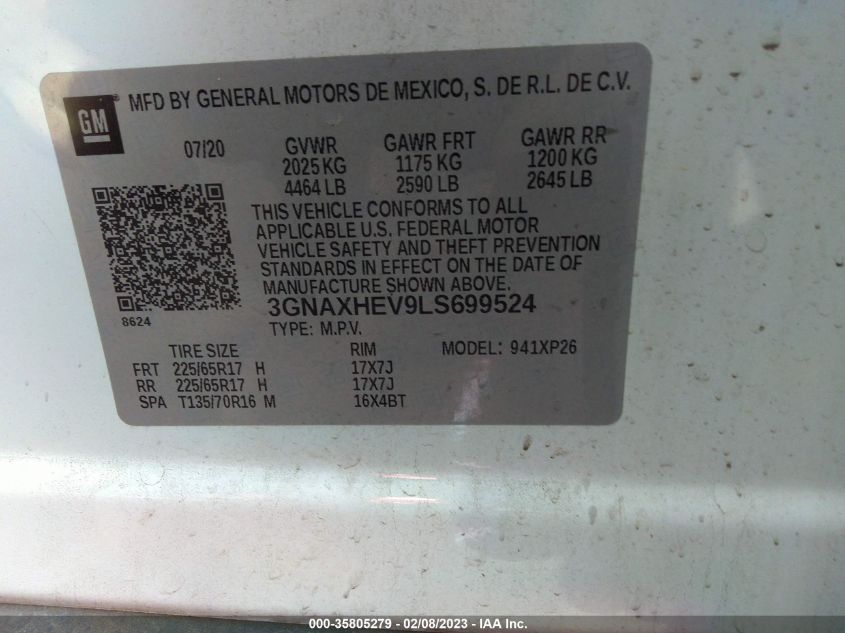 GM ® MFD BY GENERAL MOTORS DE MEXICO, S. DE R.L. DE C.V.
07/20 GVWR GAWR FRT GAWR RR
2025 KG 1175 KG 1200 KG
4464 LB 2590 LB 2645 LB
THIS VEHICLE CONFORMS TO ALL
APPLICABLE U.S. FEDERAL MOTOR
VEHICLE SAFETY AND THEFT PREVENTION
STANDARDS IN EFFECT ON THE DATE OF
MANUFACTURE SHOWN ABOVE.
8624 3GNAXHEV9LS699524
TYPE: M.P.V.
TIRE SIZE RIM MODEL: 941XP26
FRT 225/65R17 H 17X7J
RR 225/65R17 H 17X7J
SPA T135/70R16 M 16X4BT
000-35805279 - 02/08/2023 - IAA Inc.